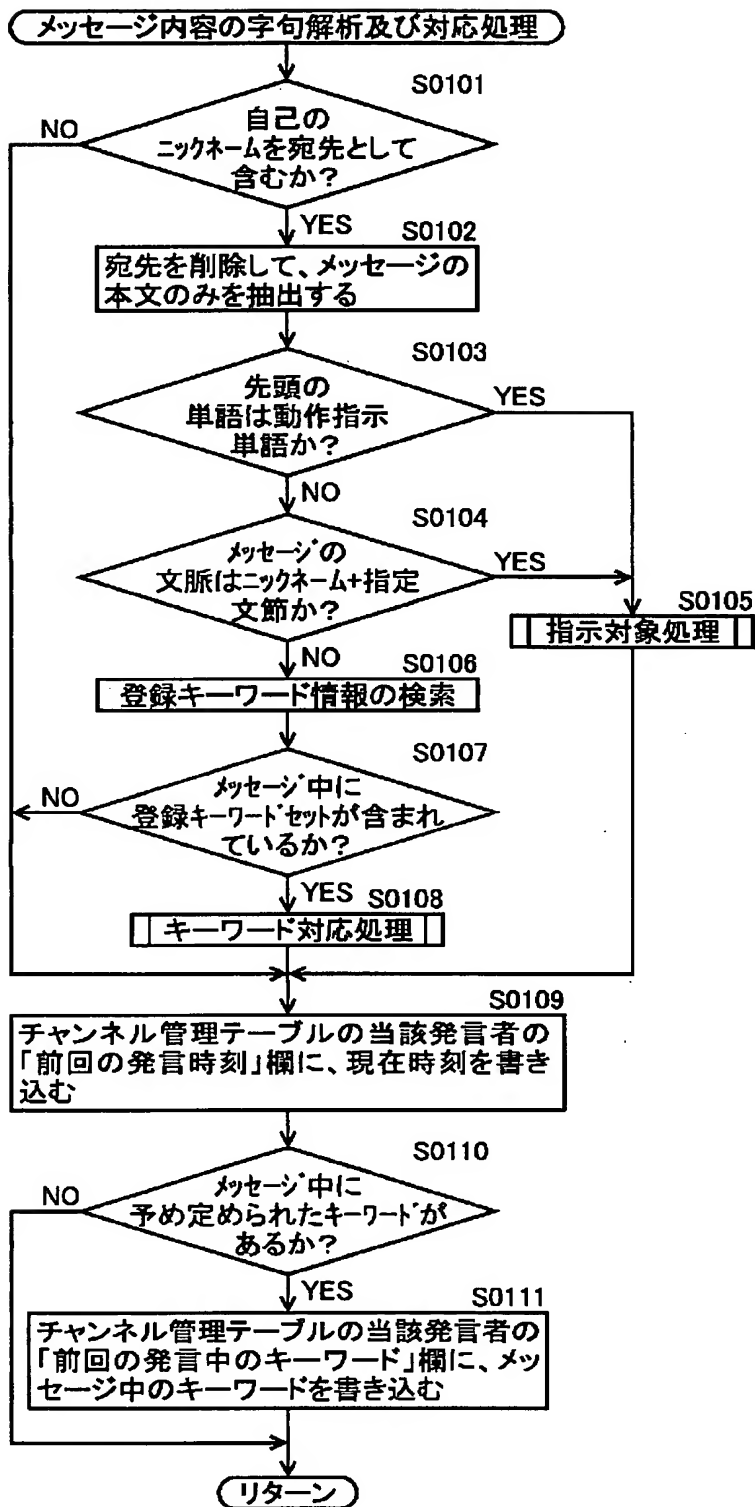 メッセージ内容の字句解析及び対応処理
S0101
NO
自己の
ニックネームを宛先として
含むか?
YES
S0102
宛先を削除して、メッセージの
本文のみを抽出する
S0103
先頭の
単語は動作指示
単語か?
YES
NO
S0104
メッセージの
文脈はニックネーム+指定
文節か?
YES
S0105
指示対象処理
NO
S0106
登録キーワード情報の検索
S0107
メッセージ中に
NO
登録キーワードセットが含まれ
ているか?
YES
S0108
キーワード対応処理
S0109
チャンネル管理テーブルの当該発言者の
「前回の発言時刻」欄に、現在時刻を書き
込む
S0110
メッセージ中に
NO
予め定められたキーワードが
あるか?
YES
S0111
チャンネル管理テーブルの当該発言者の
「前回の発言中のキーワード」欄に、メッ
セージ中のキーワードを書き込む
リターン